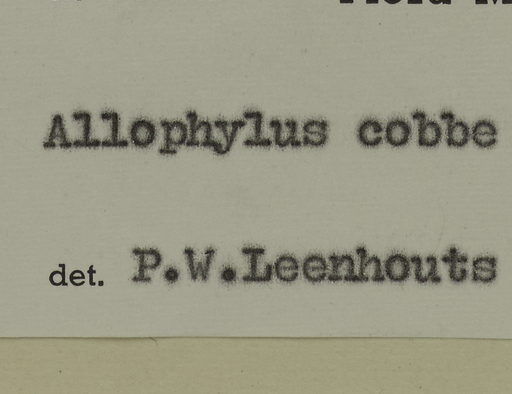 Allophylus cobbe
det. P.W.Leenhouts